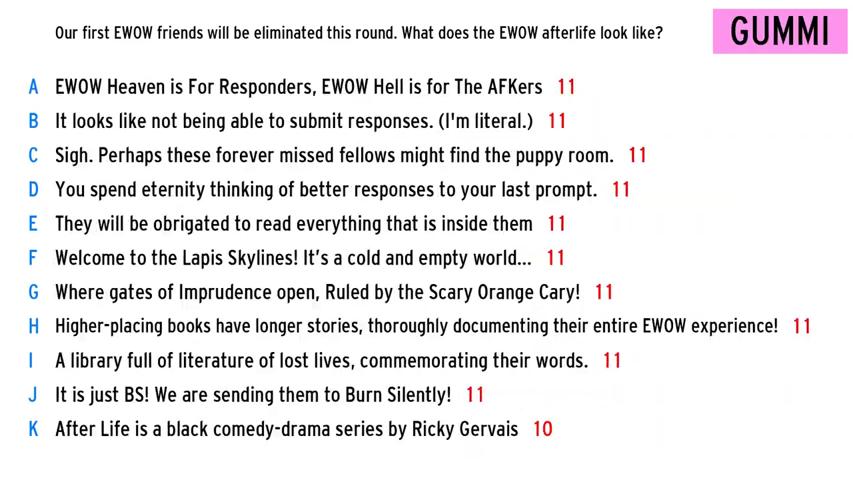 Our first EWOW friends will be eliminated this round. What does the EWOW afterlife look like?
GUMMI
A EWOW Heaven is For Responders, EWOW Hell is for The AFKers 11
B It looks like not being able to submit responses. (I'm literal.) 11
C Sigh. Perhaps these forever missed fellows might find the puppy room. 11
D You spend eternity thinking of better responses to your last prompt. 11
E They will be obrigated to read everything that is inside them 11
F Welcome to the Lapis Skylines! It's a cold and empty world... 11
G Where gates of Imprudence open, Ruled by the Scary Orange Cary! 11
H Higher-placing books have longer stories, thoroughly documenting their entire EWOW experience! 11
I A library full of literature of lost lives, commemorating their words. 11
J It is just BS! We are sending them to Burn Silently! 11
K After Life is a black comedy-drama series by Ricky Gervais 10